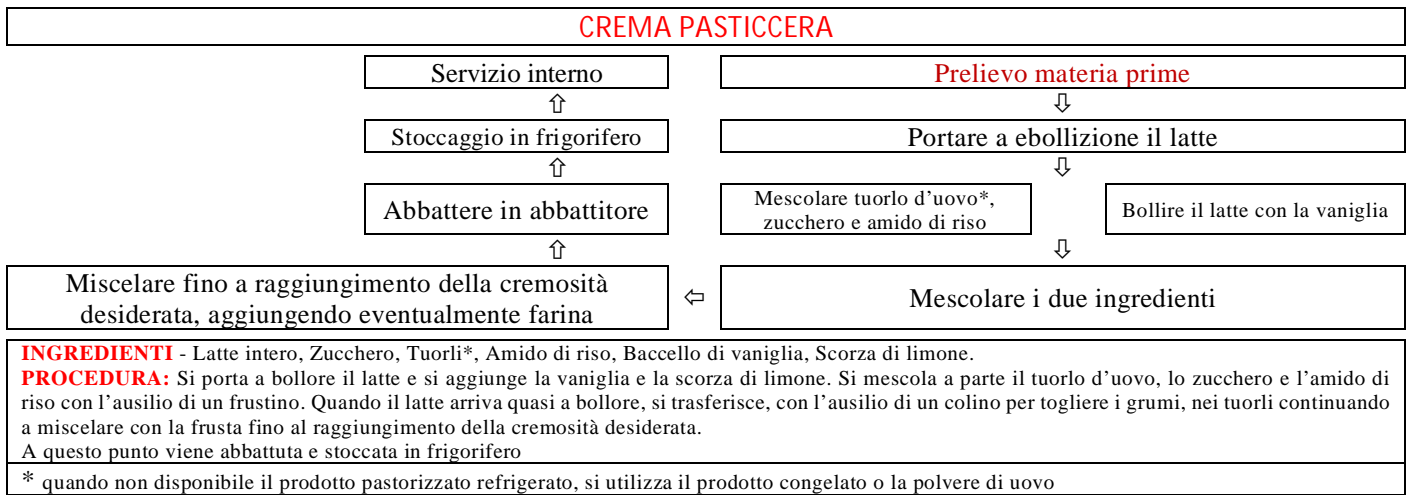 CREMA PASTICCERA
Servizio interno
Prelievo materia prime
⇧
⇩
Stoccaggio in frigorifero
Portare a ebollizione il latte
⇧
⇩
Abbattere in abbattitore
Mescolare tuorlo d'uovo*,
zucchero e amido di riso
Bollire il latte con la vaniglia
⇧
⇩
Miscelare fino a raggiungimento della cremosità
desiderata, aggiungendo eventualmente farina
⇦
Mescolare i due ingredienti
INGREDIENTI - Latte intero, Zucchero, Tuorli*, Amido di riso, Baccello di vaniglia, Scorza di limone.
PROCEDURA: Si porta a bollore il latte e si aggiunge la vaniglia e la scorza di limone. Si mescola a parte il tuorlo d'uovo, lo zucchero e l'amido di
riso con l'ausilio di un frustino. Quando il latte arriva quasi a bollore, si trasferisce, con l'ausilio di un colino per togliere i grumi, nei tuorli continuando
a miscelare con la frusta fino al raggiungimento della cremosità desiderata.
A questo punto viene abbattuta e stoccata in frigorifero
* quando non disponibile il prodotto pastorizzato refrigerato, si utilizza il prodotto congelato o la polvere di uovo